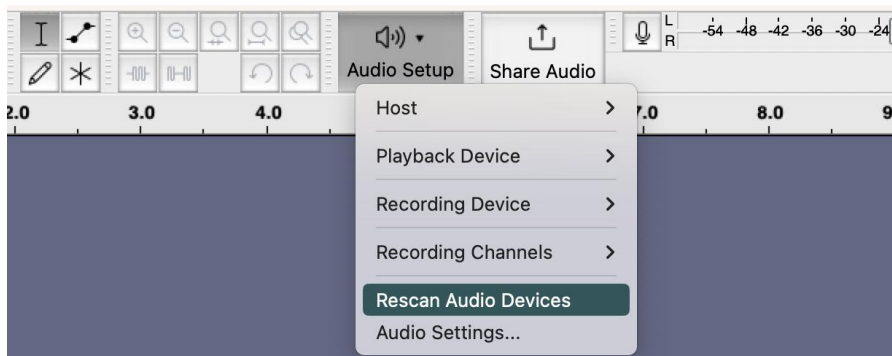 L
R
-54 -48 -42 -36 -30 -24
Audio Setup
Share Audio
2.0 3.0 4.0 7.0 8.0 9
Host
Playback Device
Recording Device
Recording Channels
Rescan Audio Devices
Audio Settings...